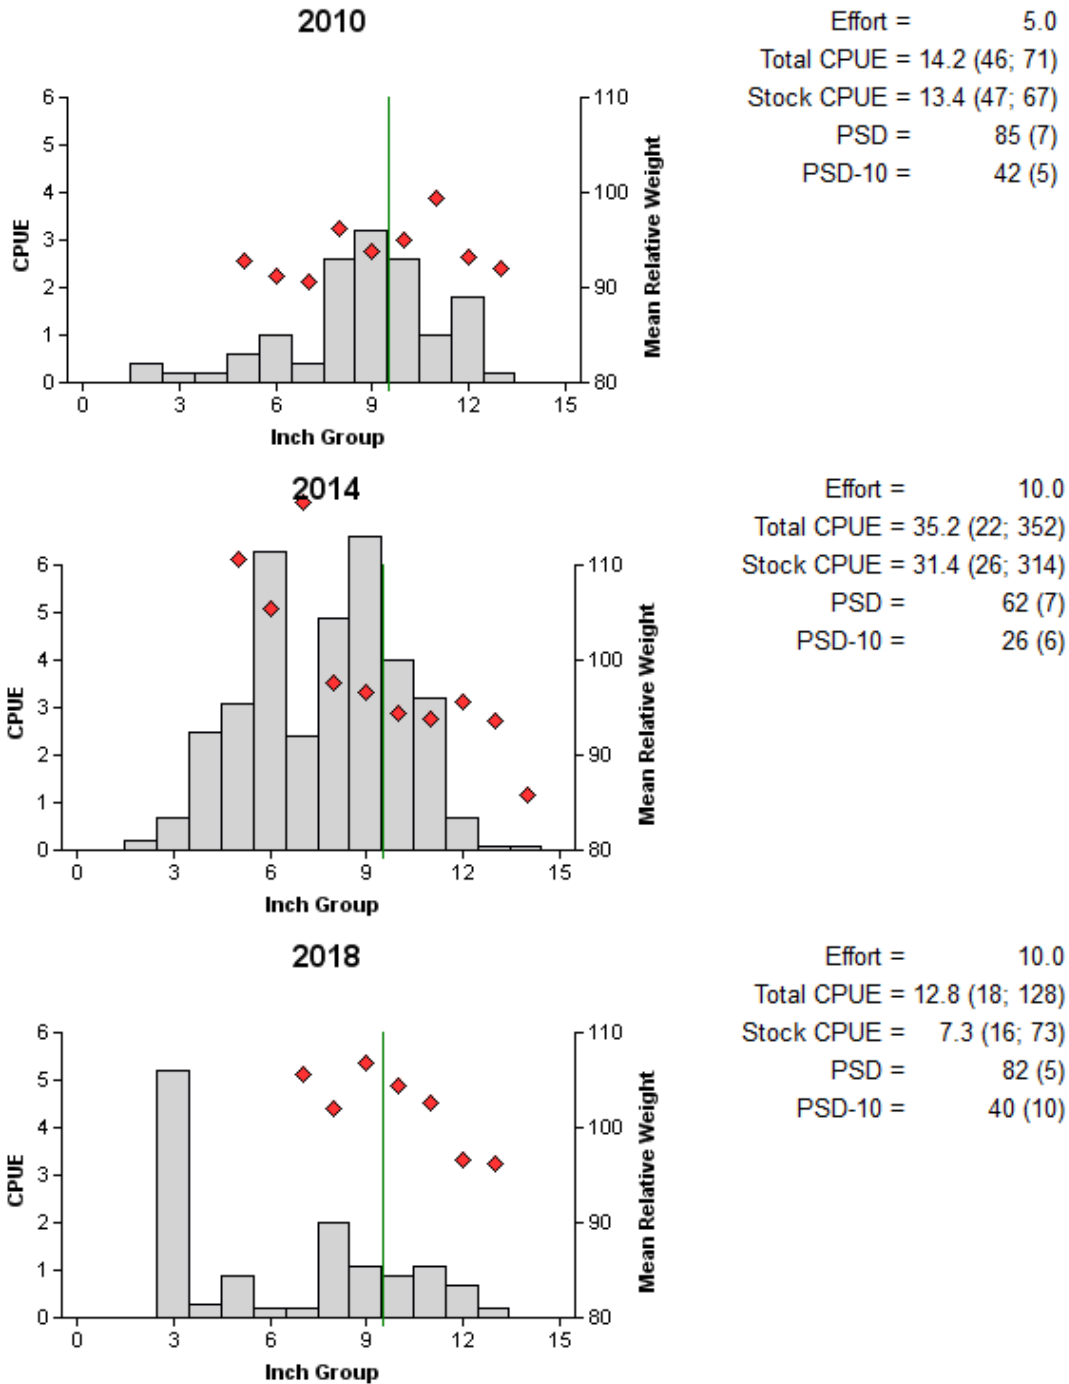 2010
Effort = 5.0
Total CPUE = 14.2 (46; 71)
Stock CPUE = 13.4 (47; 67)
PSD = 85 (7)
PSD-10 = 42 (5)
6 110
5
4 100
3
2 90
1
0 80
CPUE
Mean Relative Weight
0 3 6 9 12 15
Inch Group
2014
Effort = 10.0
Total CPUE = 35.2 (22; 352)
Stock CPUE = 31.4 (26; 314)
PSD = 62 (7)
PSD-10 = 26 (6)
6 110
5
4 100
3
2 90
1
0 80
CPUE
Mean Relative Weight
0 3 6 9 12 15
Inch Group
2018
Effort = 10.0
Total CPUE = 12.8 (18; 128)
Stock CPUE = 7.3 (16; 73)
PSD = 82 (5)
PSD-10 = 40 (10)
6 110
5
4 100
3
2 90
1
0 80
CPUE
Mean Relative Weight
0 3 6 9 12 15
Inch Group